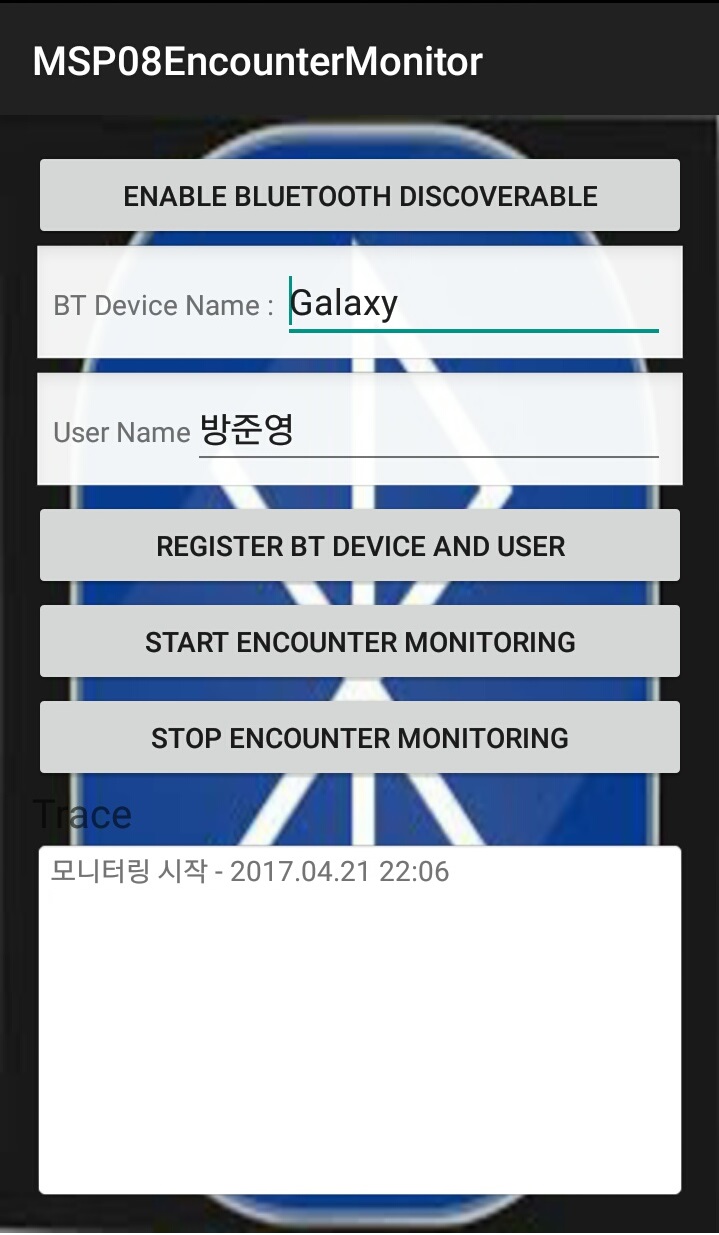 MSP08EncounterMonitor
ENABLE BLUETOOTH DISCOVERABLE
BT Device Name : Galaxy
User Name 방준영
REGISTER BT DEVICE AND USER
START ENCOUNTER MONITORING
STOP ENCOUNTER MONITORING
Trace
모니터링 시작 - 2017.04.21 22:06